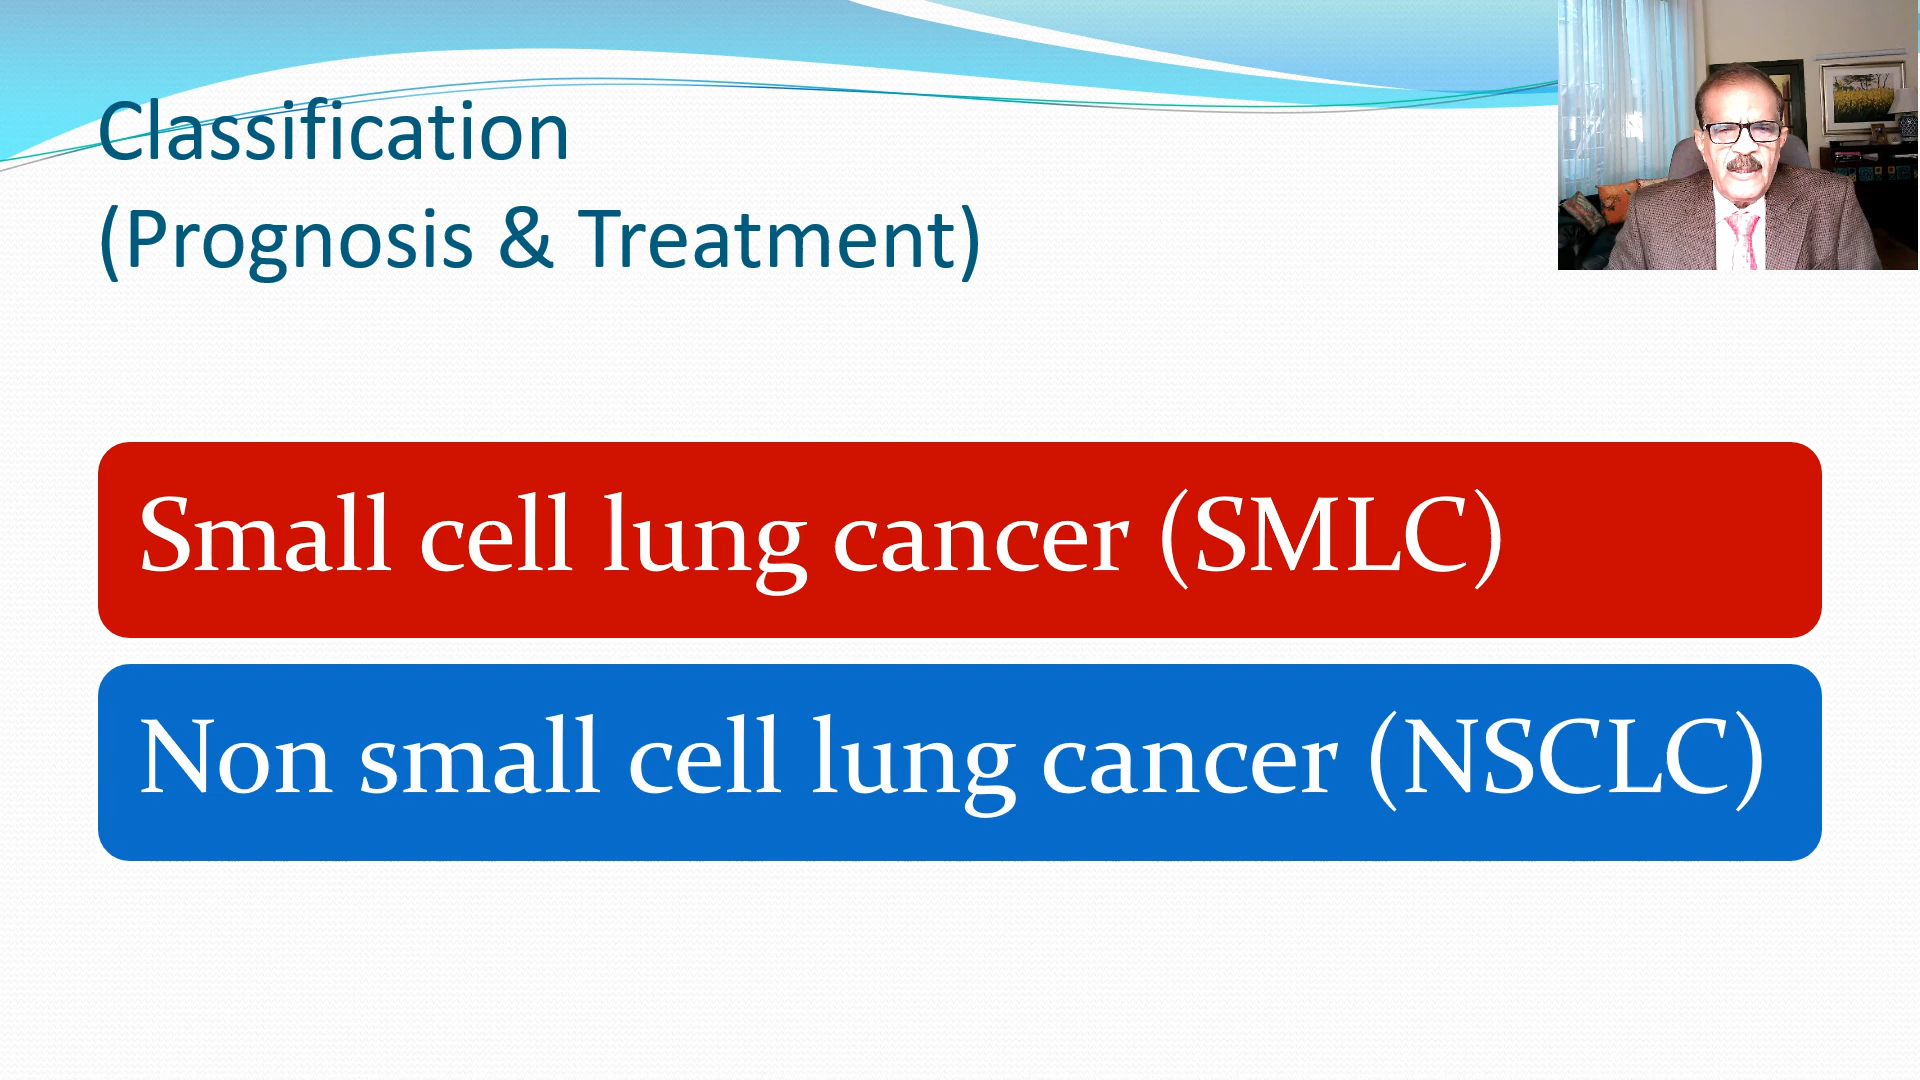 Classification
(Prognosis & Treatment)
Small cell lung cancer (SMLC)
Non small cell lung cancer (NSCLC)